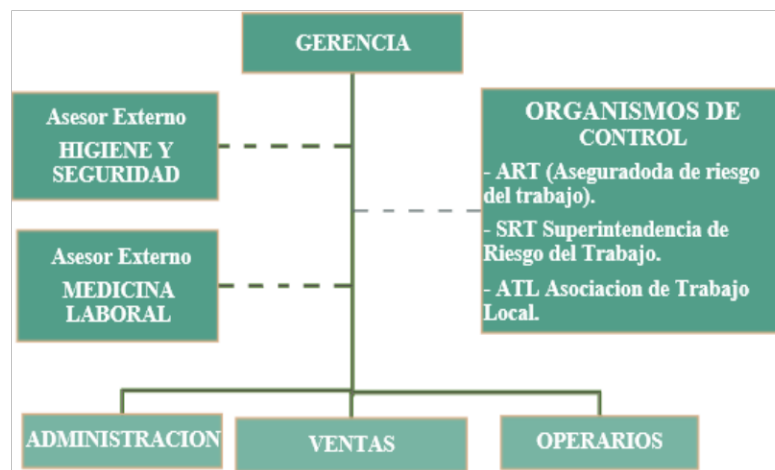 GERENCIA
Asesor Externo
HIGIENE Y
SEGURIDAD
ORGANISMOS DE
CONTROL
- ART (Aseguradoda de riesgo
del trabajo).
- SRT Superintendencia de
Riesgo del Trabajo.
- ATL Asociacion de Trabajo
Local.
Asesor Externo
MEDICINA
LABORAL
ADMINISTRACION
VENTAS
OPERARIOS